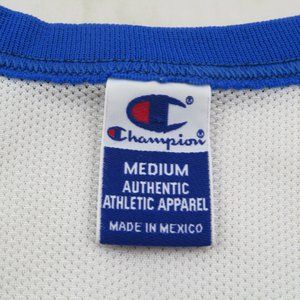 Champion
MEDIUM
AUTHENTIC
ATHLETIC APPAREL
MADE IN MEXICO